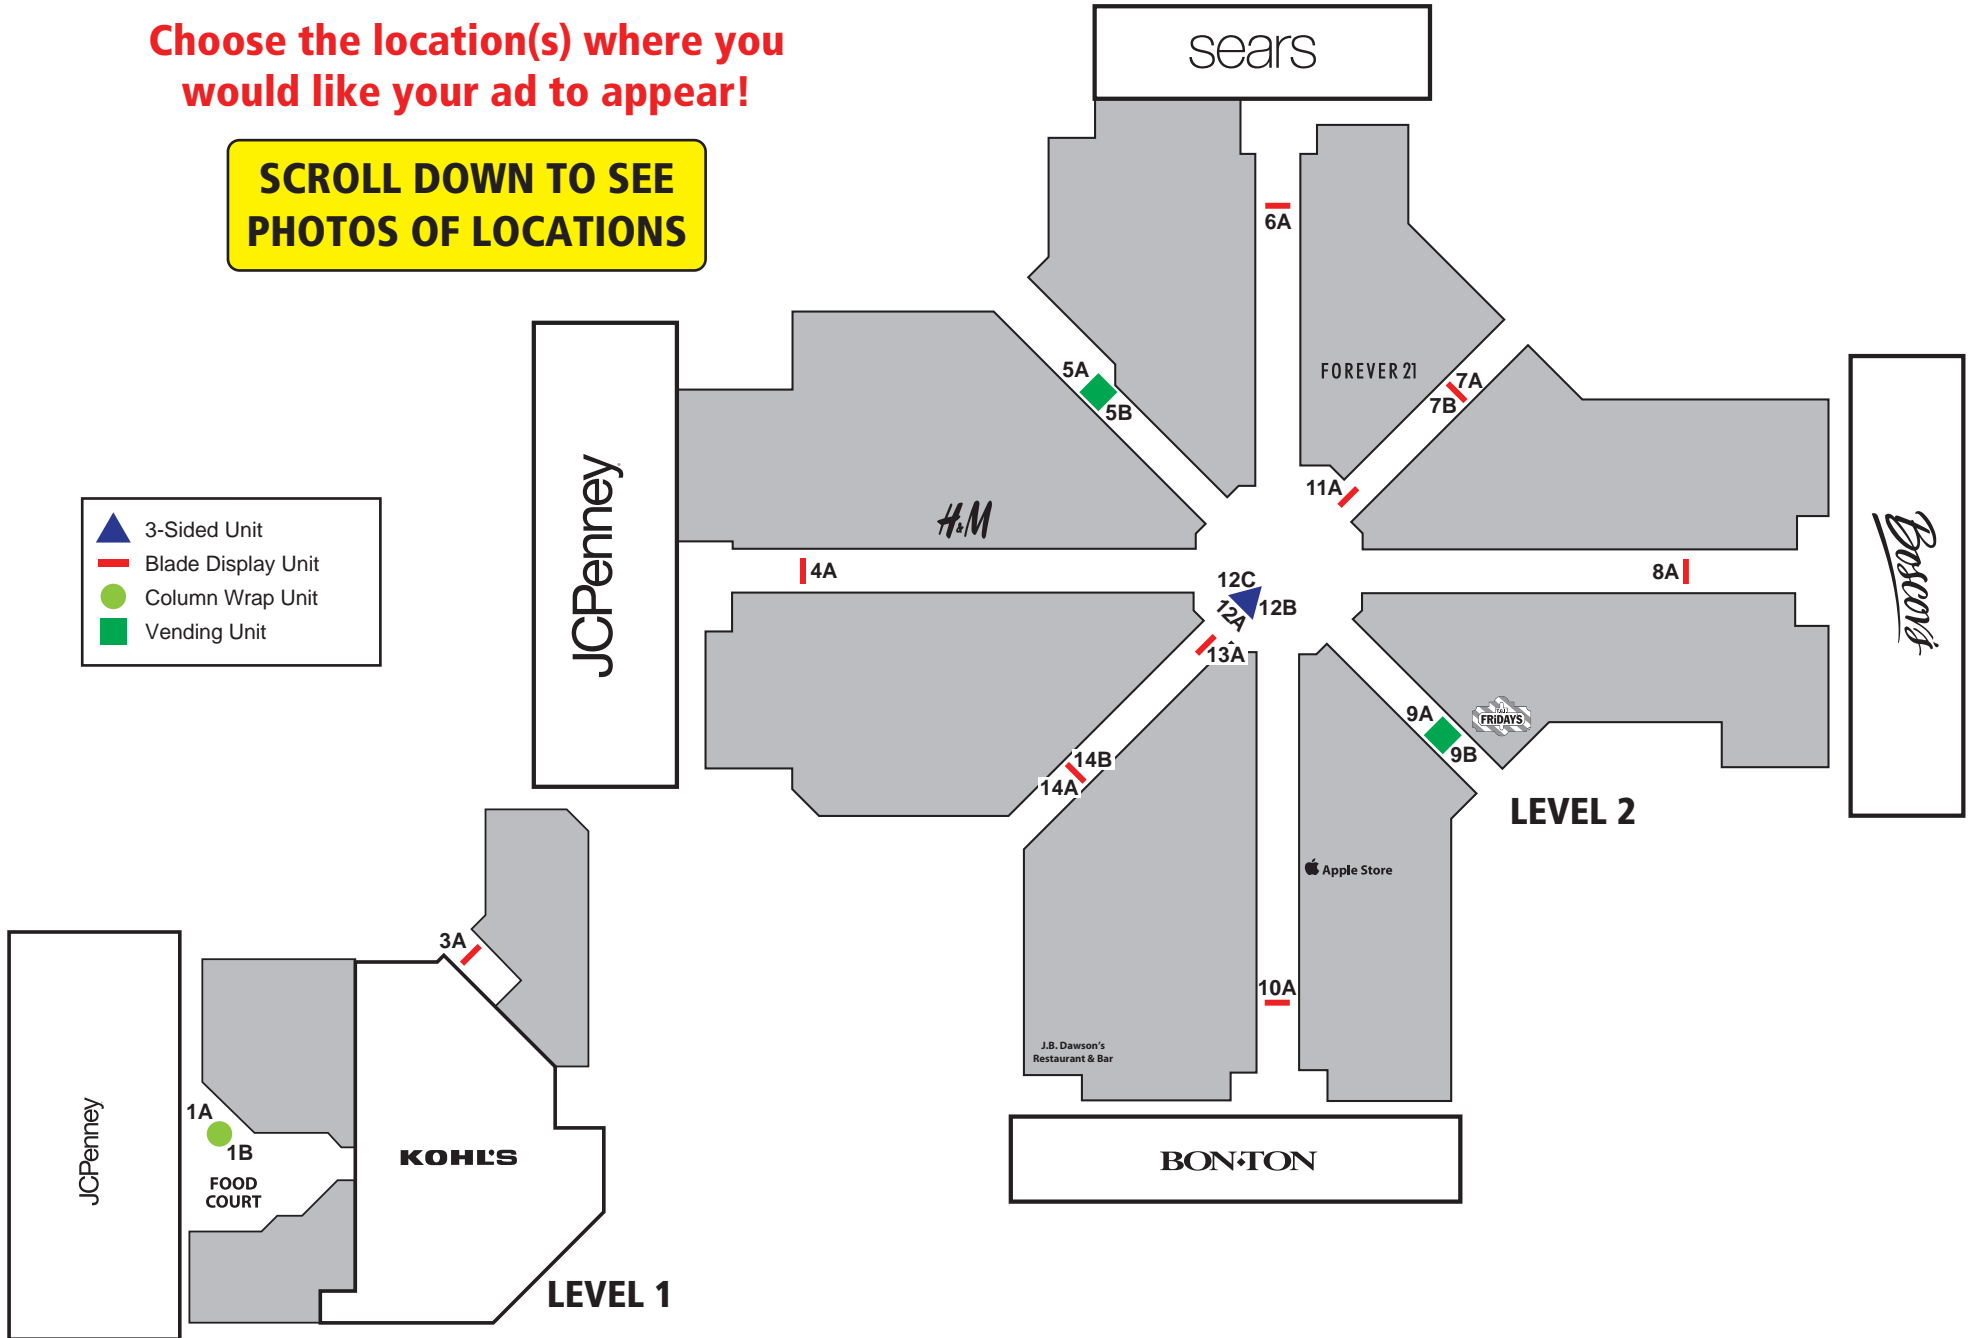 Choose the location(s) where you
would like your ad to appear!
SCROLL DOWN TO SEE
PHOTOS OF LOCATIONS
sears
6A
FOREVER 21
5A
5B
7A
7B
JCPenney
H&M
11A
Boscov's
3-Sided Unit
Blade Display Unit
Column Wrap Unit
Vending Unit
4A
8A
12C
12B
12A
13A
9A
9B
T.G.I.
FRiDAYS
14B
14A
LEVEL 2
Apple Store
3A
10A
J.B. Dawson's
Restaurant & Bar
JCPenney
1A
1B
FOOD
COURT
KOHL'S
BON•TON
LEVEL 1